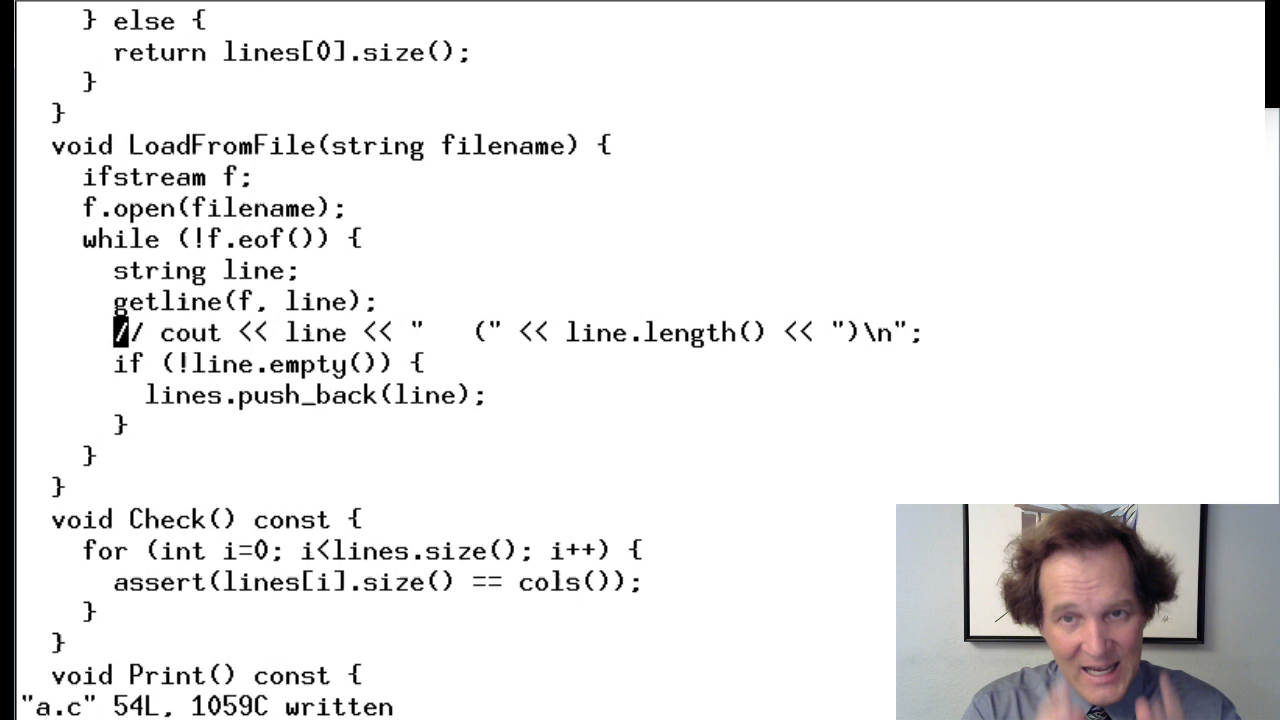 } else {
return lines[0].size();
}
}
void LoadFromFile(string filename) {
ifstream f;
f.open(filename);
while (!f.eof()) {
string line;
getline(f, line);
// cout << line << "   (" << line.length() << ")\n";
if (!line.empty()) {
lines.push_back(line);
}
}
}
void Check() const {
for (int i=0; i<lines.size(); i++) {
assert(lines[i].size() == cols());
}
}
void Print() const {
"a.c" 54L, 1059C written